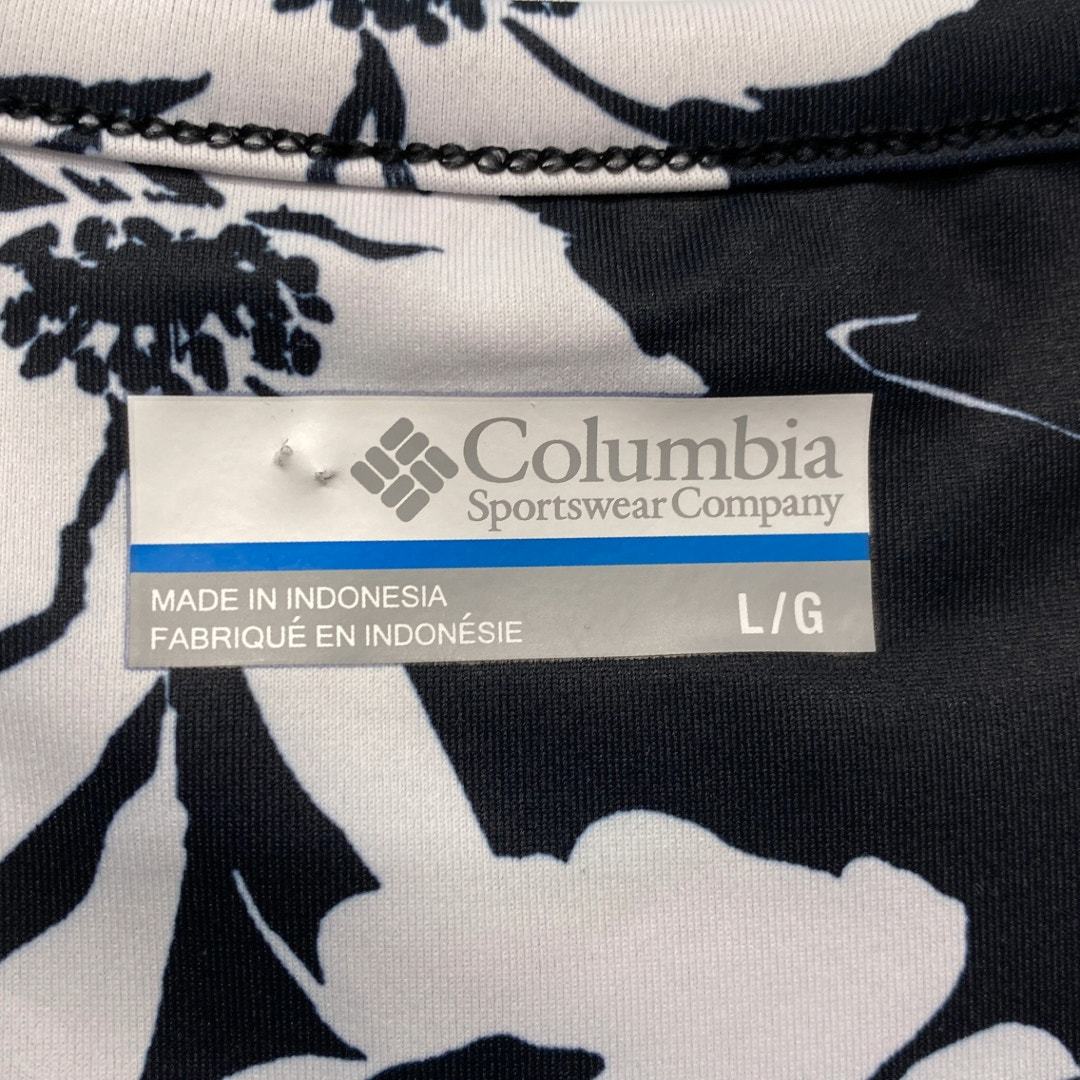 Columbia
Sportswear Company
MADE IN INDONESIA
FABRIQUÉ EN INDONÉSIE
L/G